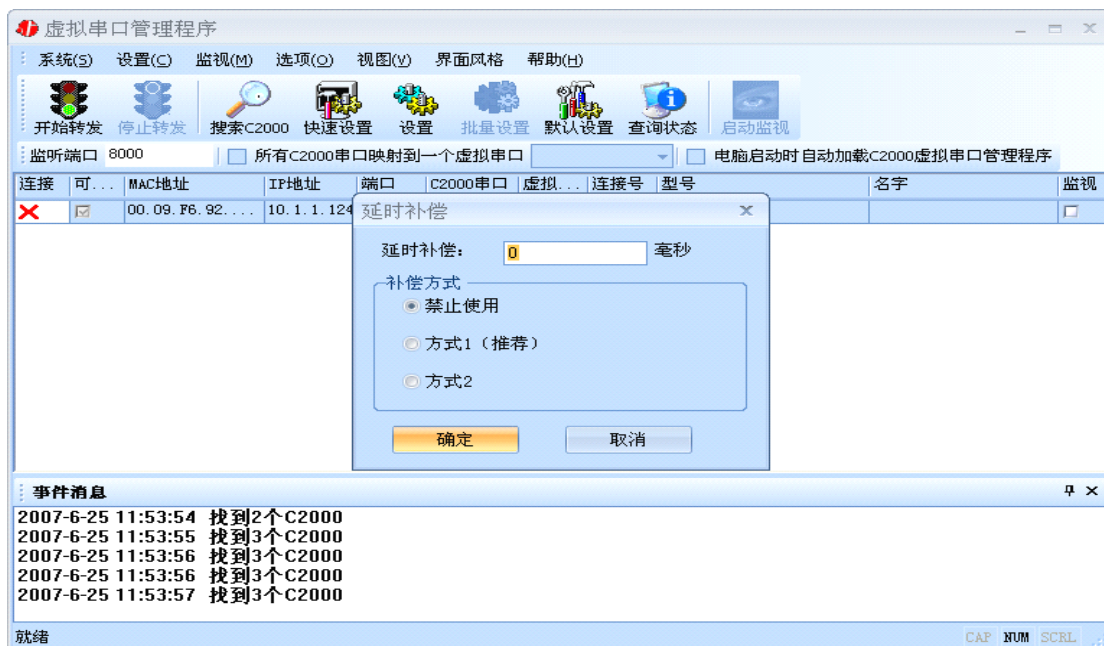 虚拟串口管理程序
系统(S) 设置(C) 监视(M) 选项(O) 视图(V) 界面风格 帮助(H)
开始转发 停止转发 搜索C2000 快速设置 设置 批量设置 默认设置 查询状态 启动监视
监听端口 8000 所有C2000串口映射到一个虚拟串口 电脑启动时自动加载C2000虚拟串口管理程序
连接 可... MAC地址 IP地址 端口 C2000串口 虚拟... 连接号 型号 名字 监视
00.09.F6.92.... 10.1.1.124
延时补偿
延时补偿: 0 毫秒
补偿方式
禁止使用
方式1（推荐）
方式2
确定 取消
事件消息
2007-6-25 11:53:54 找到2个C2000
2007-6-25 11:53:55 找到3个C2000
2007-6-25 11:53:56 找到3个C2000
2007-6-25 11:53:56 找到3个C2000
2007-6-25 11:53:57 找到3个C2000
就绪 CAP NUM SCRL